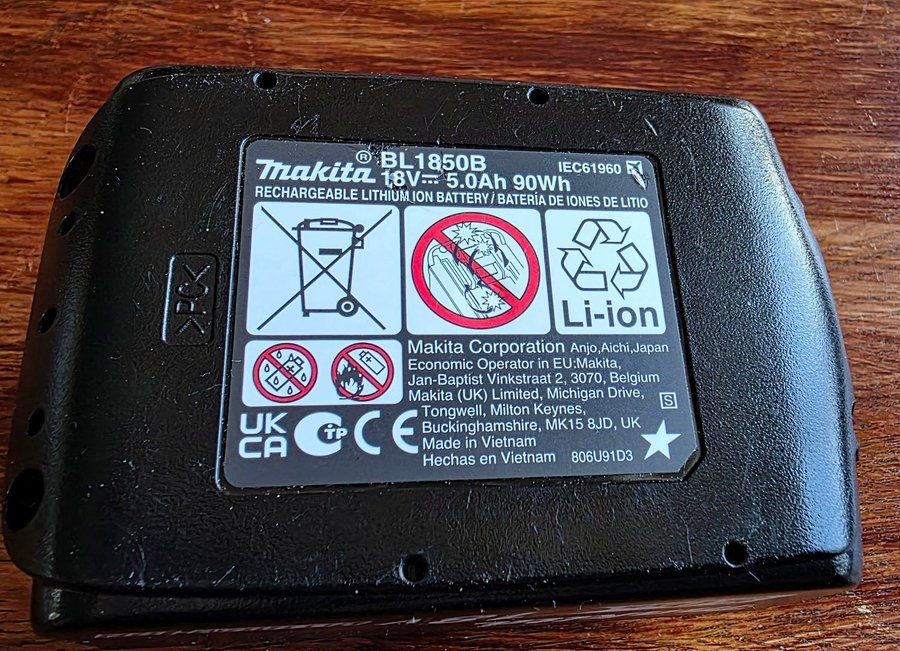 makita® BL1850B
18V⎓ 5.0Ah 90Wh
IEC61960
RECHARGEABLE LITHIUM ION BATTERY / BATERÍA DE IONES DE LITIO
Li-ion
>PC<
Makita Corporation Anjo,Aichi,Japan
Economic Operator in EU:Makita,
Jan-Baptist Vinkstraat 2, 3070, Belgium
Makita (UK) Limited, Michigan Drive,
Tongwell, Milton Keynes,
Buckinghamshire, MK15 8JD, UK
Made in Vietnam
Hechas en Vietnam 806U91D3
S
UK
CA
CTP
CE